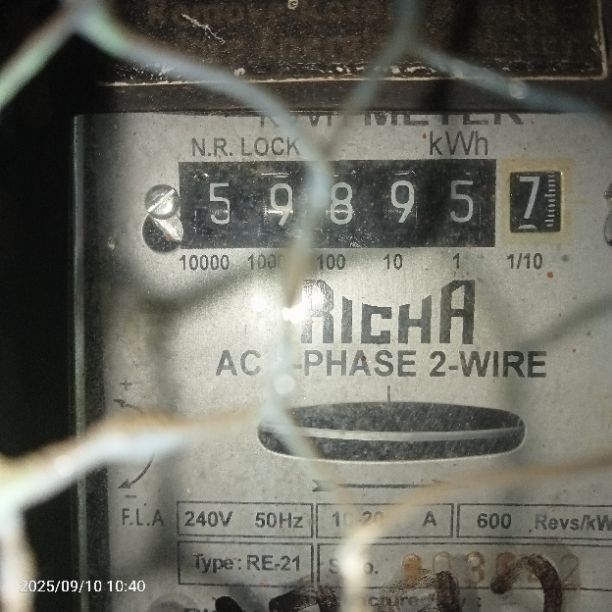 METER
N.R. LOCK kWh
5 9 8 9 5 7
10000 100 10 1 1/10
RICHA
AC -PHASE 2-WIRE
F.L.A 240V 50Hz A 600 Revs/kW
Type: RE-21
2025/09/10 10:40